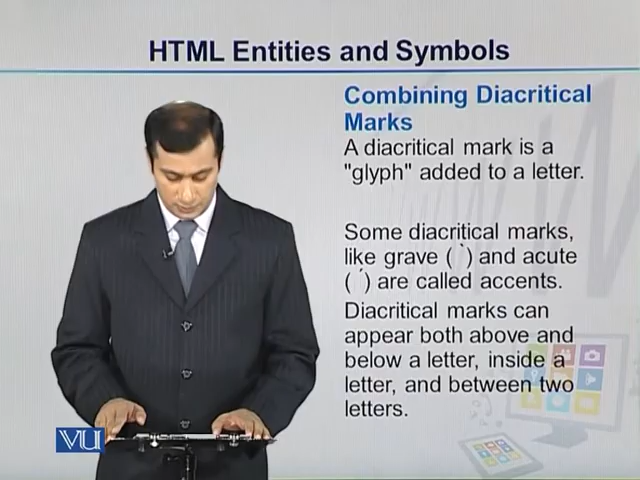 HTML Entities and Symbols
Combining Diacritical
Marks
A diacritical mark is a
"glyph" added to a letter.
Some diacritical marks,
like grave ( ̀ ) and acute
( ́ ) are called accents.
Diacritical marks can
appear both above and
below a letter, inside a
letter, and between two
letters.
VU